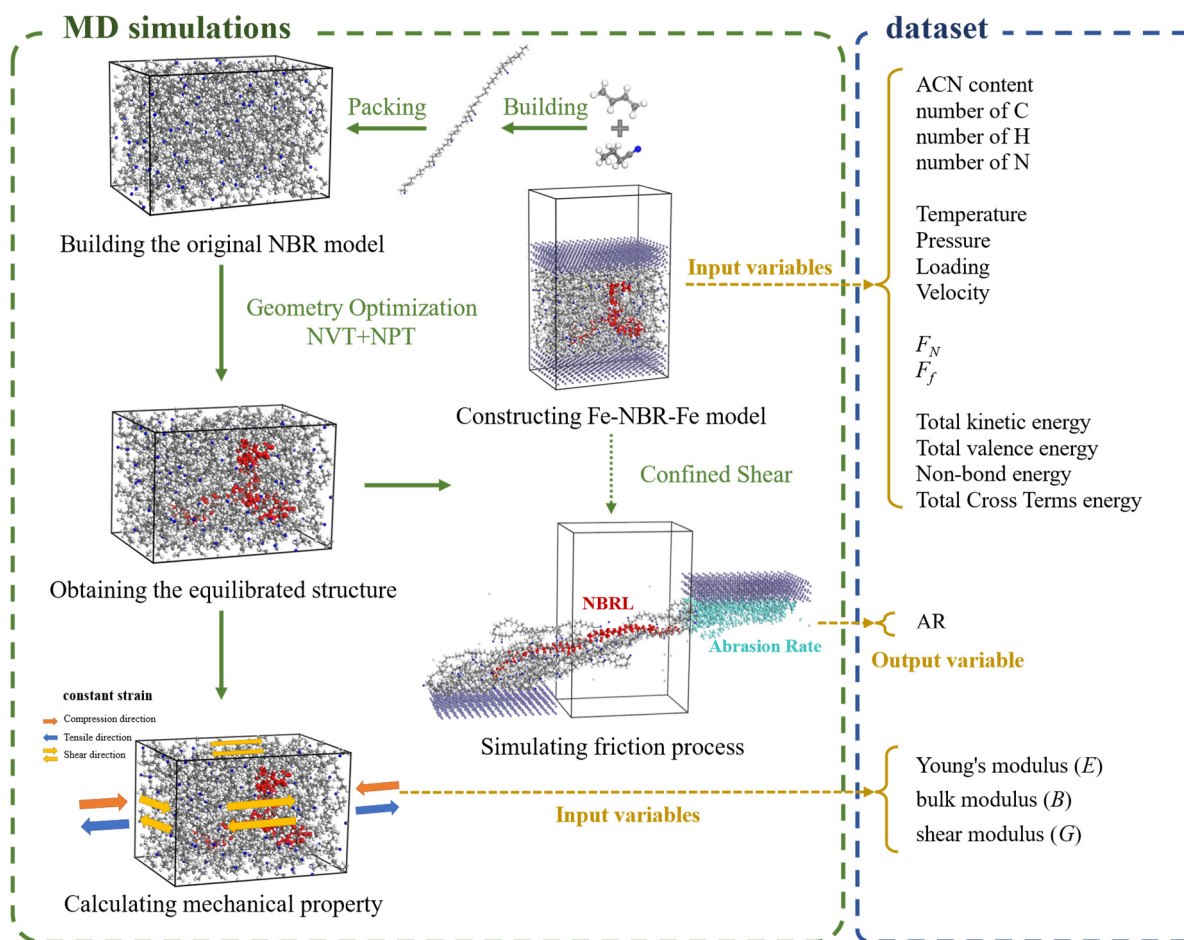 MD simulations
Packing
Building
Building the original NBR model
Geometry Optimization
NVT+NPT
Constructing Fe-NBR-Fe model
Confined Shear
Obtaining the equilibrated structure
NBRL
Abrasion Rate
Simulating friction process
constant strain
Compression direction
Tensile direction
Shear direction
Calculating mechanical property
Input variables
Input variables
dataset
ACN content
number of C
number of H
number of N
Temperature
Pressure
Loading
Velocity
F_N
F_f
Total kinetic energy
Total valence energy
Non-bond energy
Total Cross Terms energy
AR
Output variable
Young's modulus (E)
bulk modulus (B)
shear modulus (G)